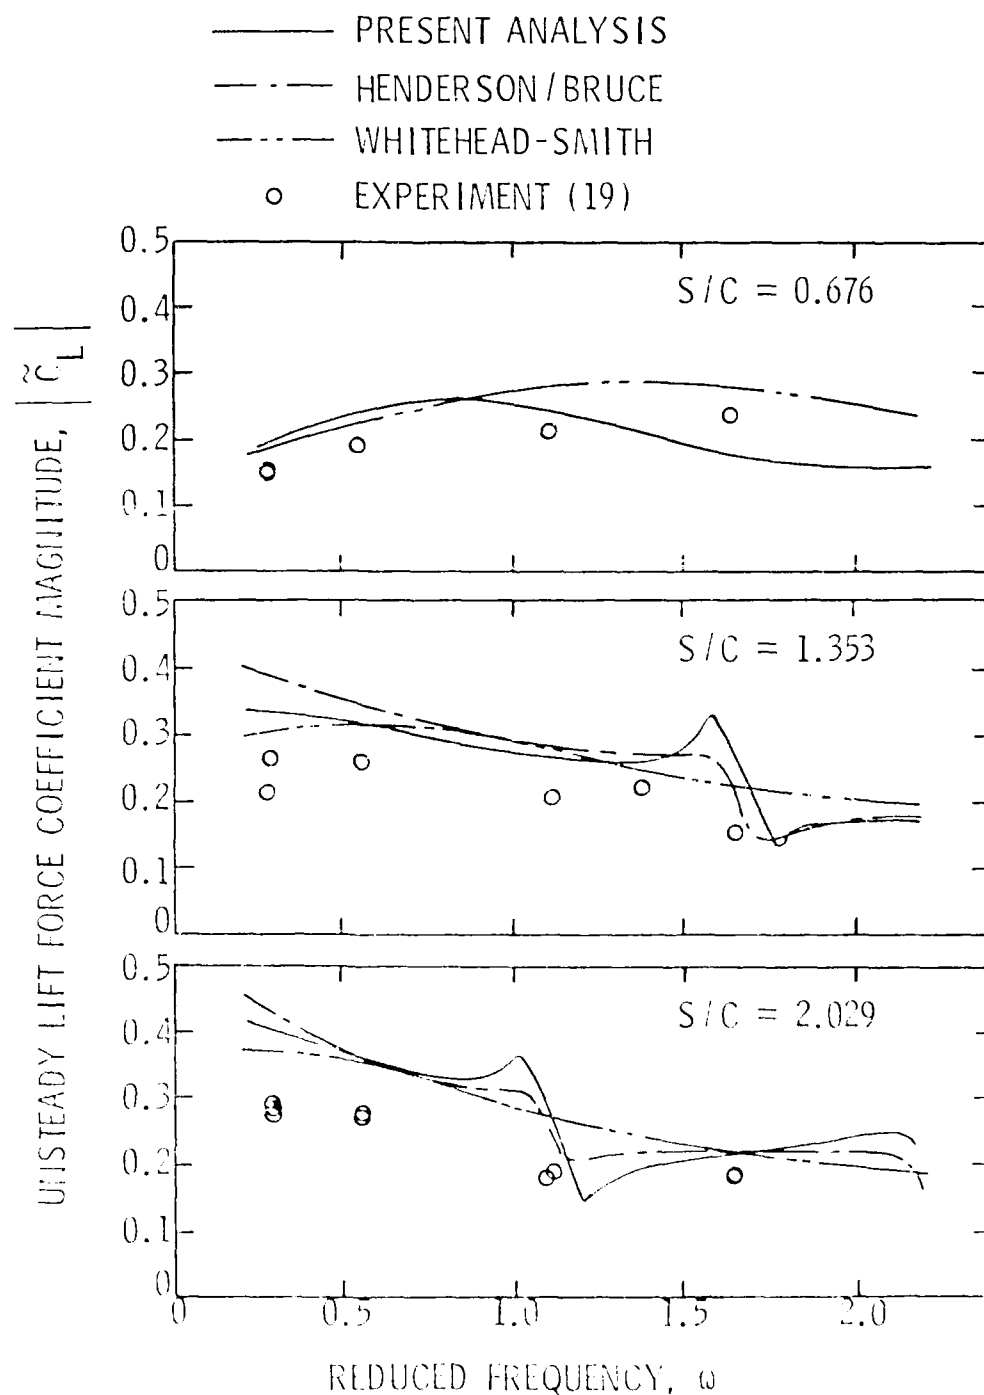 PRESENT ANALYSIS
HENDERSON/BRUCE
WHITEHEAD-SMITH
EXPERIMENT (19)
UNSTEADY LIFT FORCE COEFFICIENT MAGNITUDE, |C̃_L|
0.5
S/C = 0.676
0.4
0.3
0.2
0.1
0
0.5
S/C = 1.353
0.4
0.3
0.2
0.1
0
0.5
S/C = 2.029
0.4
0.3
0.2
0.1
0
0 0.5 1.0 1.5 2.0
REDUCED FREQUENCY, ω